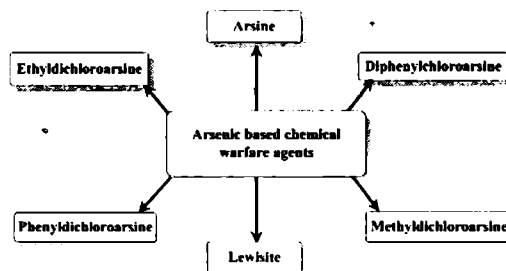 Arsine
Ethyldichloroarsine
Diphenylchloroarsine
Arsenic based chemical
warfare agents
Phenyldichloroarsine
Methyldichloroarsine
Lewisite